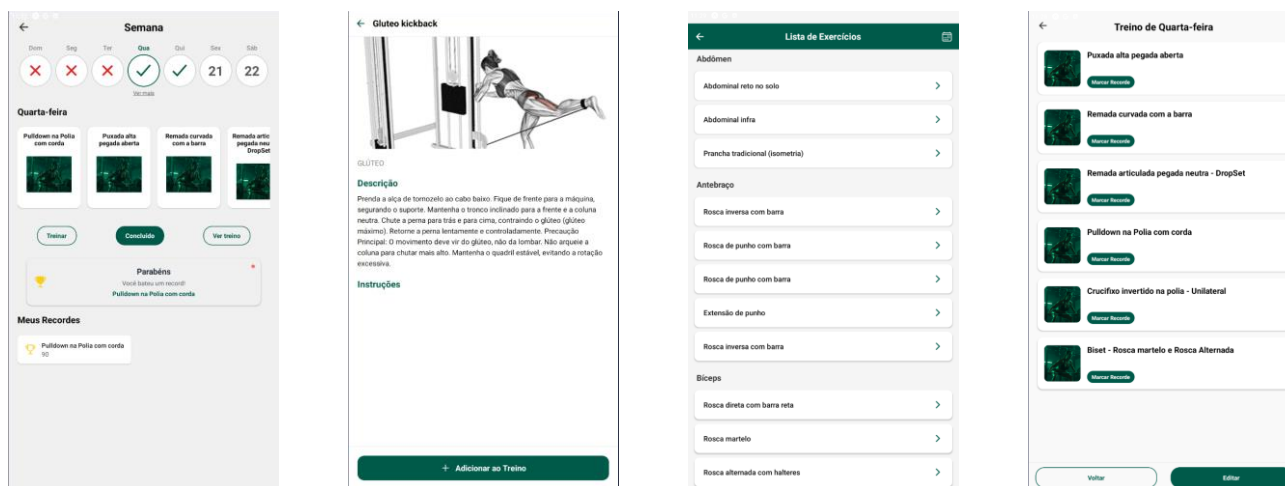 Semana
Dom Seg Ter Qua Qui Sex Sáb
21 22
Ver mais
Quarta-feira
Pulldown na Polia com corda
Puxada alta pegada aberta
Remada curvada com a barra
Remada artic
pegada neu
DropSet
Treinar
Concluído
Ver treino
Parabéns
Você bateu um record!
Pulldown na Polia com corda
Meus Recordes
Pulldown na Polia com corda
90
Gluteo kickback
GLÚTEO
Descrição
Prenda a alça de tornozelo ao cabo baixo. Fique de frente para a máquina,
segurando o suporte. Mantenha o tronco inclinado para a frente e a coluna
neutra. Chute a perna para trás e para cima, contraindo o glúteo (glúteo
máximo). Retorne a perna lentamente e controladamente. Precaução
Principal: O movimento deve vir do glúteo, não da lombar. Não arqueie a
coluna para chutar mais alto. Mantenha o quadril estável, evitando a rotação
excessiva.
Instruções
+ Adicionar ao Treino
Lista de Exercícios
Abdômen
Abdominal reto no solo
Abdominal infra
Prancha tradicional (isometria)
Antebraço
Rosca inversa com barra
Rosca de punho com barra
Rosca de punho com barra
Extensão de punho
Rosca inversa com barra
Bíceps
Rosca direta com barra reta
Rosca martelo
Rosca alternada com halteres
Treino de Quarta-feira
Puxada alta pegada aberta
Marcar Recorde
Remada curvada com a barra
Marcar Recorde
Remada articulada pegada neutra - DropSet
Marcar Recorde
Pulldown na Polia com corda
Marcar Recorde
Crucifixo invertido na polia - Unilateral
Marcar Recorde
Biset - Rosca martelo e Rosca Alternada
Marcar Recorde
Voltar
Editar